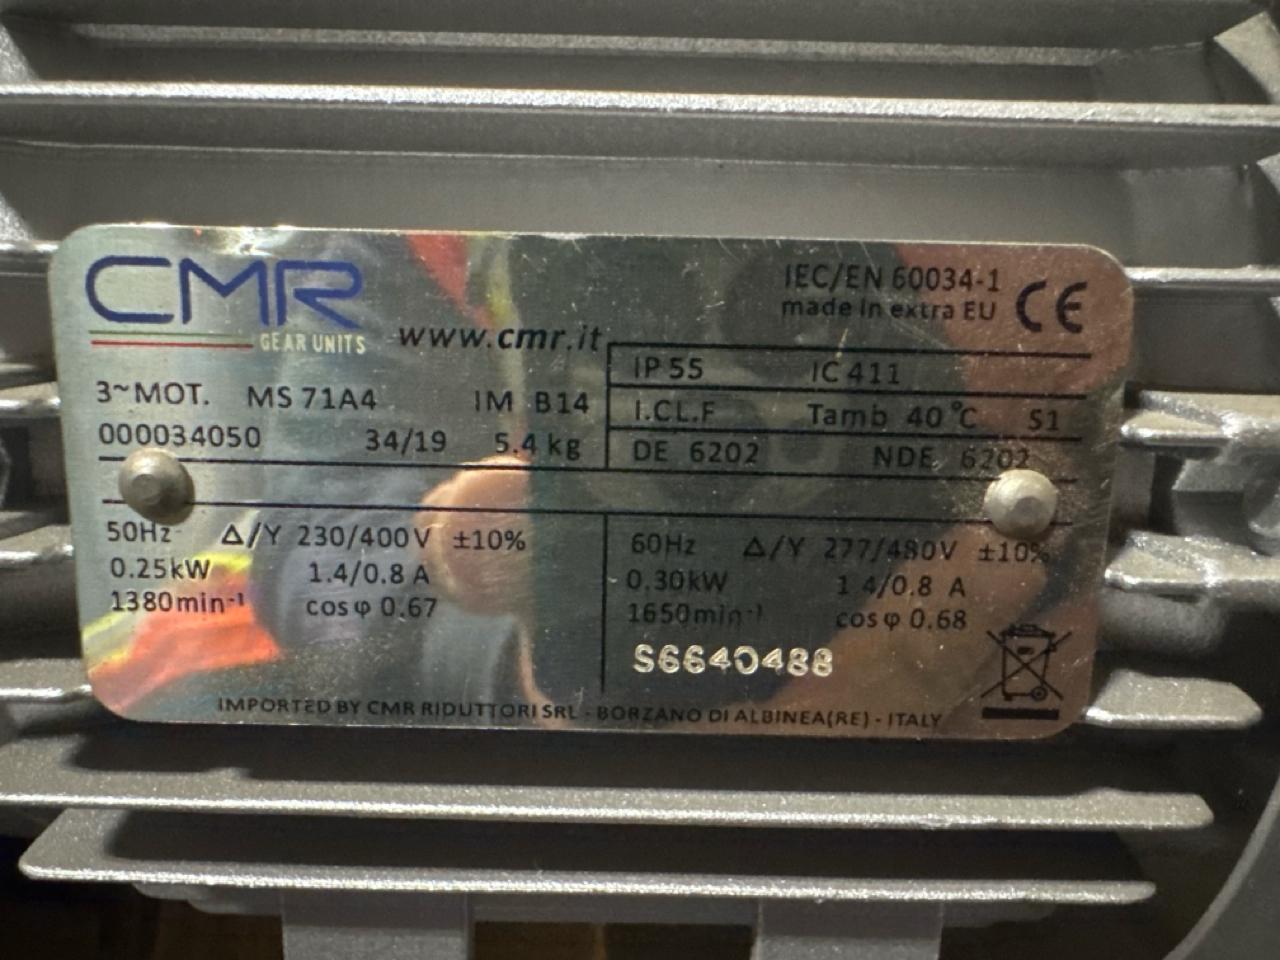 CMR
GEAR UNITS
www.cmr.it
IEC/EN 60034-1
made in extra EU
CE
3~MOT. MS 71A4 IM B14
000034050 34/19 5.4 kg
IP 55 IC 411
I.CL.F Tamb 40°C S1
DE 6202 NDE 6202
50Hz Δ/Y 230/400V ±10%
0.25kW 1.4/0.8 A
1380min⁻¹ cosφ 0.67
60Hz Δ/Y 277/480V ±10%
0.30kW 1.4/0.8 A
1650min⁻¹ cosφ 0.68
S6640488
IMPORTED BY CMR RIDUTTORI SRL - BORZANO DI ALBINEA(RE) - ITALY